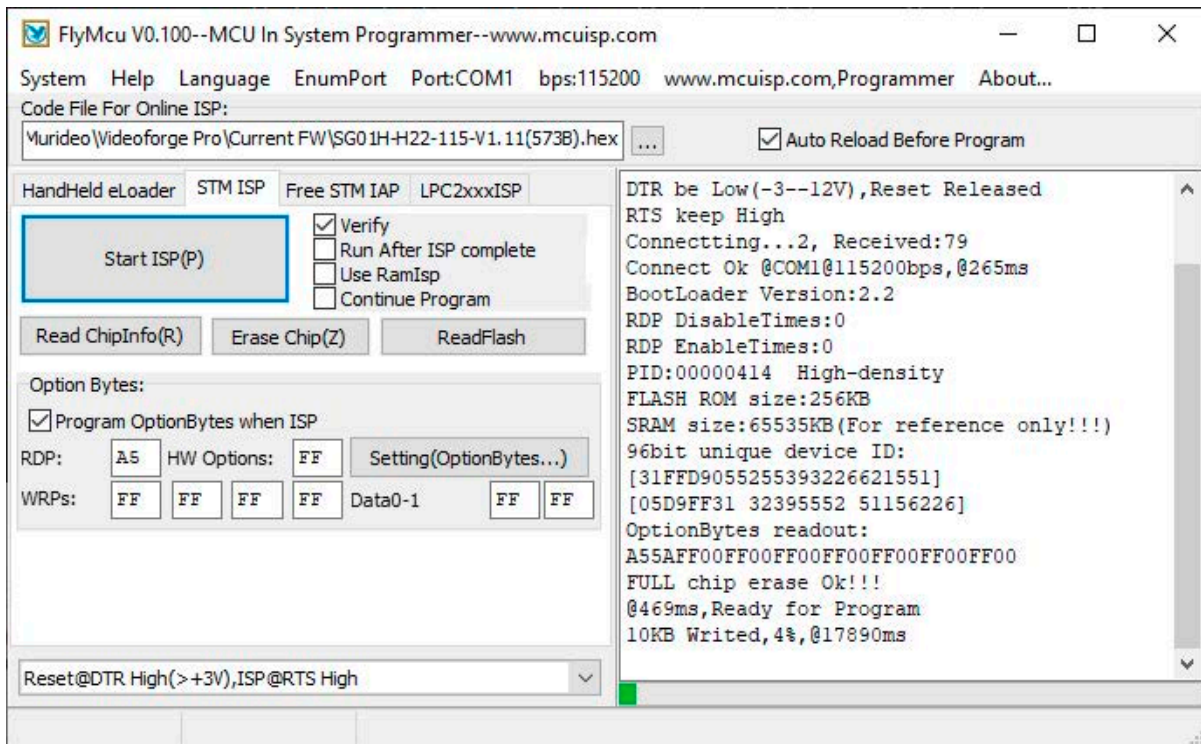 FlyMcu V0.100--MCU In System Programmer--www.mcuisp.com
System Help Language EnumPort Port:COM1 bps:115200 www.mcuisp.com,Programmer About...
Code File For Online ISP:
Murideo\Videoforge Pro\Current FW\SG01H-H22-115-V1.11(573B).hex ... Auto Reload Before Program
HandHeld eLoader STM ISP Free STM IAP LPC2xxxISP
Start ISP(P)
Verify
Run After ISP complete
Use RamIsp
Continue Program
Read ChipInfo(R) Erase Chip(Z) ReadFlash
Option Bytes:
Program OptionBytes when ISP
RDP: A5 HW Options: FF Setting(OptionBytes...)
WRPs: FF FF FF FF Data0-1 FF FF
Reset@DTR High(>+3V),ISP@RTS High
DTR be Low(-3--12V),Reset Released
RTS keep High
Connectting...2, Received:79
Connect Ok @COM1@115200bps,@265ms
BootLoader Version:2.2
RDP DisableTimes:0
RDP EnableTimes:0
PID:00000414 High-density
FLASH ROM size:256KB
SRAM size:65535KB(For reference only!!!)
96bit unique device ID:
[31FFD9055255393226621551]
[05D9FF31 32395552 51156226]
OptionBytes readout:
A55AFF00FF00FF00FF00FF00FF00FF00
FULL chip erase Ok!!!
@469ms,Ready for Program
10KB Writed,4%,@17890ms